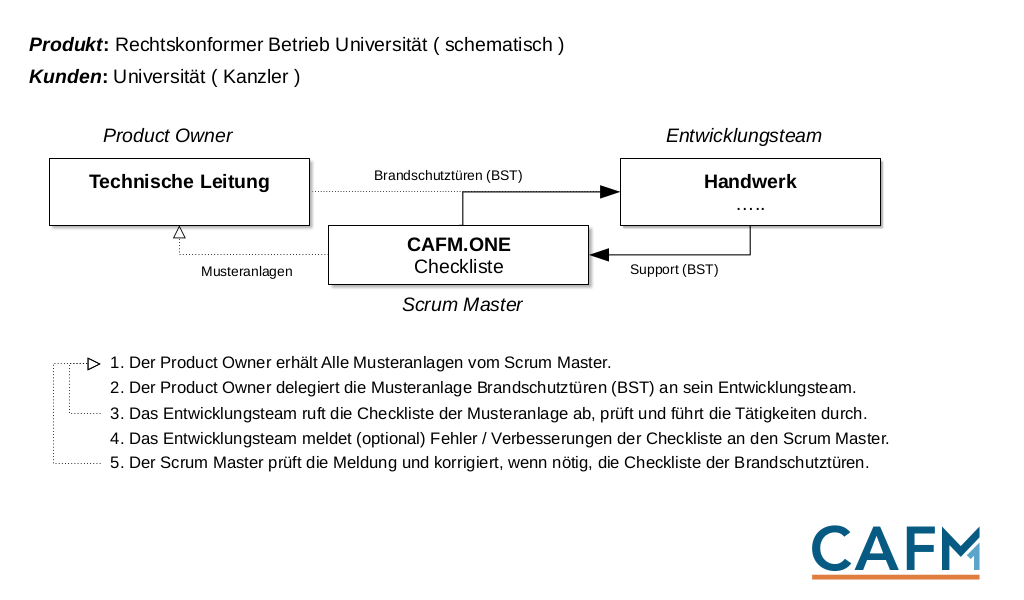 Produkt: Rechtskonformer Betrieb Universität ( schematisch )
Kunden: Universität ( Kanzler )
Product Owner
Entwicklungsteam
Technische Leitung
Brandschutztüren (BST)
Handwerk
…..
CAFM.ONE
Checkliste
Musteranlagen
Support (BST)
Scrum Master
1. Der Product Owner erhält Alle Musteranlagen vom Scrum Master.
2. Der Product Owner delegiert die Musteranlage Brandschutztüren (BST) an sein Entwicklungsteam.
3. Das Entwicklungsteam ruft die Checkliste der Musteranlage ab, prüft und führt die Tätigkeiten durch.
4. Das Entwicklungsteam meldet (optional) Fehler / Verbesserungen der Checkliste an den Scrum Master.
5. Der Scrum Master prüft die Meldung und korrigiert, wenn nötig, die Checkliste der Brandschutztüren.
CAFM1